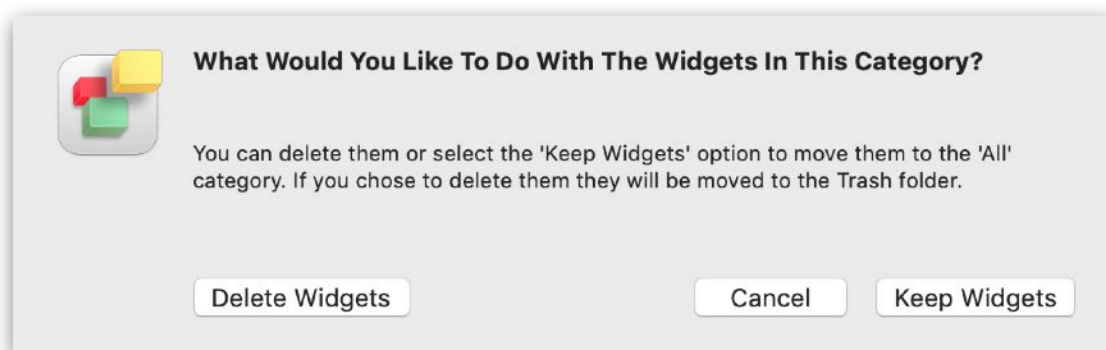 What Would You Like To Do With The Widgets In This Category?
You can delete them or select the 'Keep Widgets' option to move them to the 'All'
category. If you chose to delete them they will be moved to the Trash folder.
Delete Widgets
Cancel
Keep Widgets